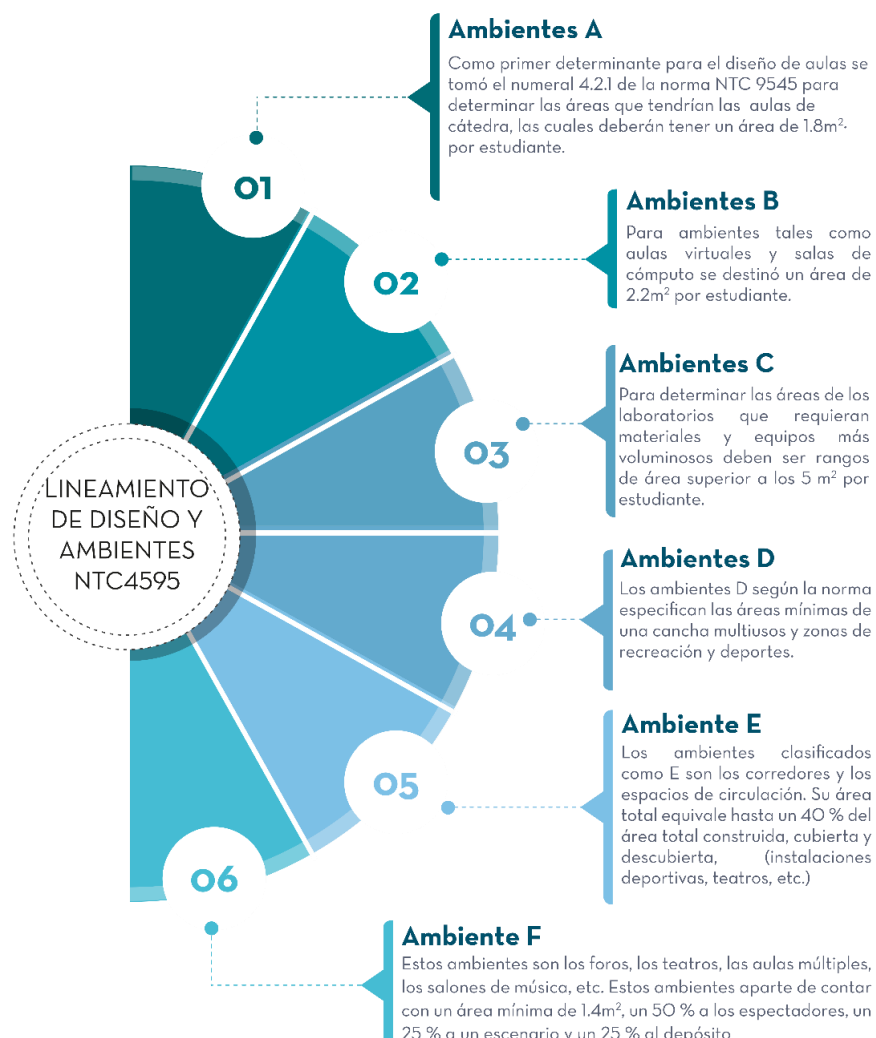 Ambientes A
Como primer determinante para el diseño de aulas se
tomó el numeral 4.2.1 de la norma NTC 9545 para
determinar las áreas que tendrían las aulas de
cátedra, las cuales deberán tener un área de 1.8m².
por estudiante.
01
Ambientes B
Para ambientes tales como
aulas virtuales y salas de
cómputo se destinó un área de
2.2m² por estudiante.
02
Ambientes C
Para determinar las áreas de los
laboratorios que requieran
materiales y equipos más
voluminosos deben ser rangos
de área superior a los 5 m² por
estudiante.
03
LINEAMIENTO
DE DISEÑO Y
AMBIENTES
NTC4595
Ambientes D
Los ambientes D según la norma
especifican las áreas mínimas de
una cancha multiusos y zonas de
recreación y deportes.
04
Ambiente E
Los ambientes clasificados
como E son los corredores y los
espacios de circulación. Su área
total equivale hasta un 40 % del
área total construida, cubierta y
descubierta, (instalaciones
deportivas, teatros, etc.)
05
06
Ambiente F
Estos ambientes son los foros, los teatros, las aulas múltiples,
los salones de música, etc. Estos ambientes aparte de contar
con un área mínima de 1.4m², un 50 % a los espectadores, un
25 % a un escenario y un 25 % al depósito